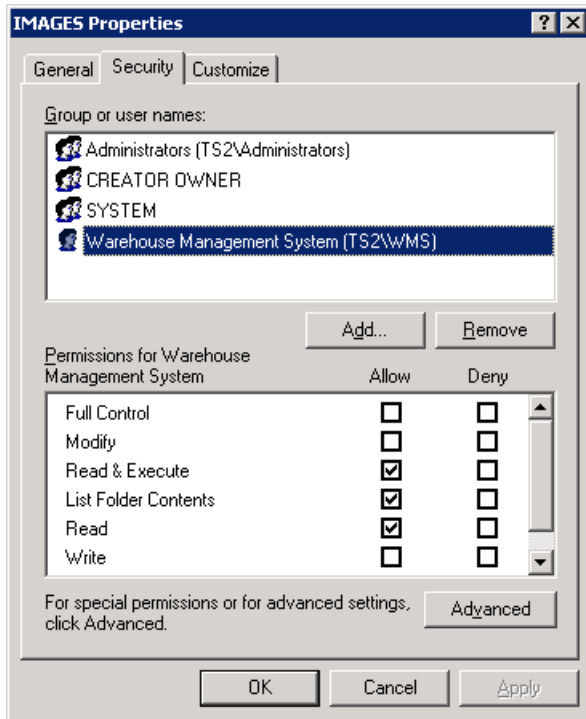 IMAGES Properties
General Security Customize
Group or user names:
Administrators (TS2\Administrators)
CREATOR OWNER
SYSTEM
Warehouse Management System (TS2\WMS)
Add... Remove
Permissions for Warehouse
Management System Allow Deny
Full Control
Modify
Read & Execute
List Folder Contents
Read
Write
For special permissions or for advanced settings,
click Advanced.
Advanced
OK Cancel Apply